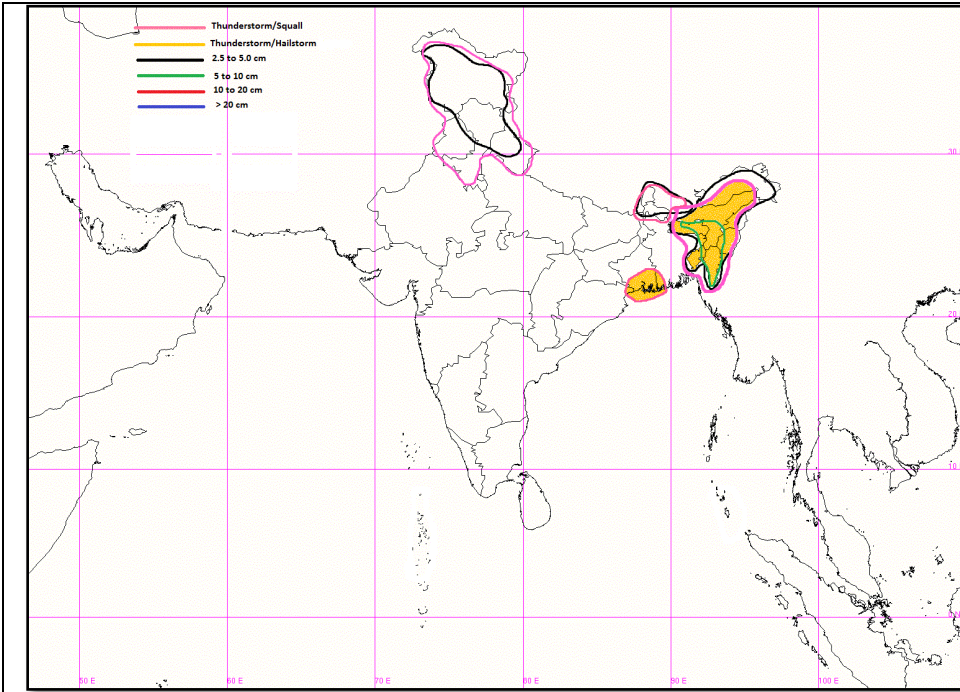 Thunderstorm/Squall
Thunderstorm/Hailstorm
2.5 to 5.0 cm
5 to 10 cm
10 to 20 cm
> 20 cm
30
20
10
50 E
60 E
70 E
80 E
90 E
100 E